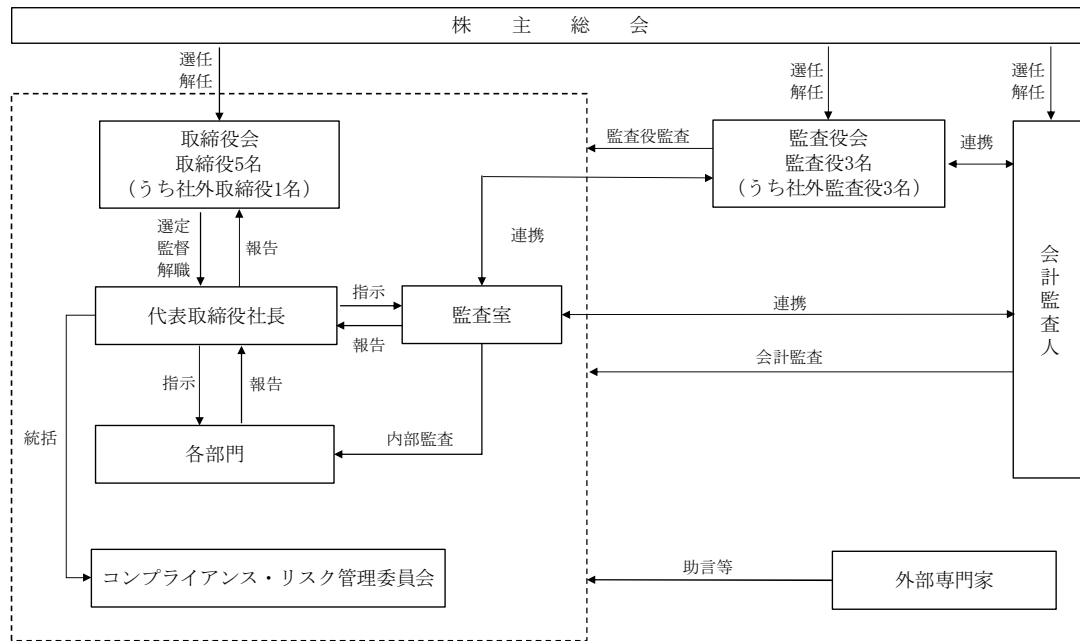 株主総会
選任
解任
選任
解任
選任
解任
取締役会
取締役5名
（うち社外取締役1名）
監査役監査
監査役会
監査役3名
（うち社外監査役3名）
連携
選定
監督
解職
報告
連携
会計監査人
代表取締役社長
指示
報告
監査室
連携
会計監査
指示
報告
統括
各部門
内部監査
コンプライアンス・リスク管理委員会
助言等
外部専門家